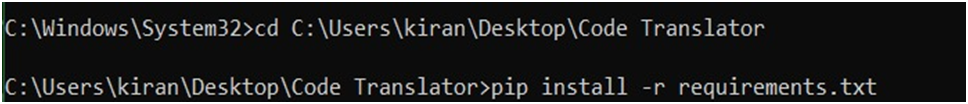 C:\Windows\System32>cd C:\Users\kiran\Desktop\Code Translator
C:\Users\kiran\Desktop\Code Translator>pip install -r requirements.txt